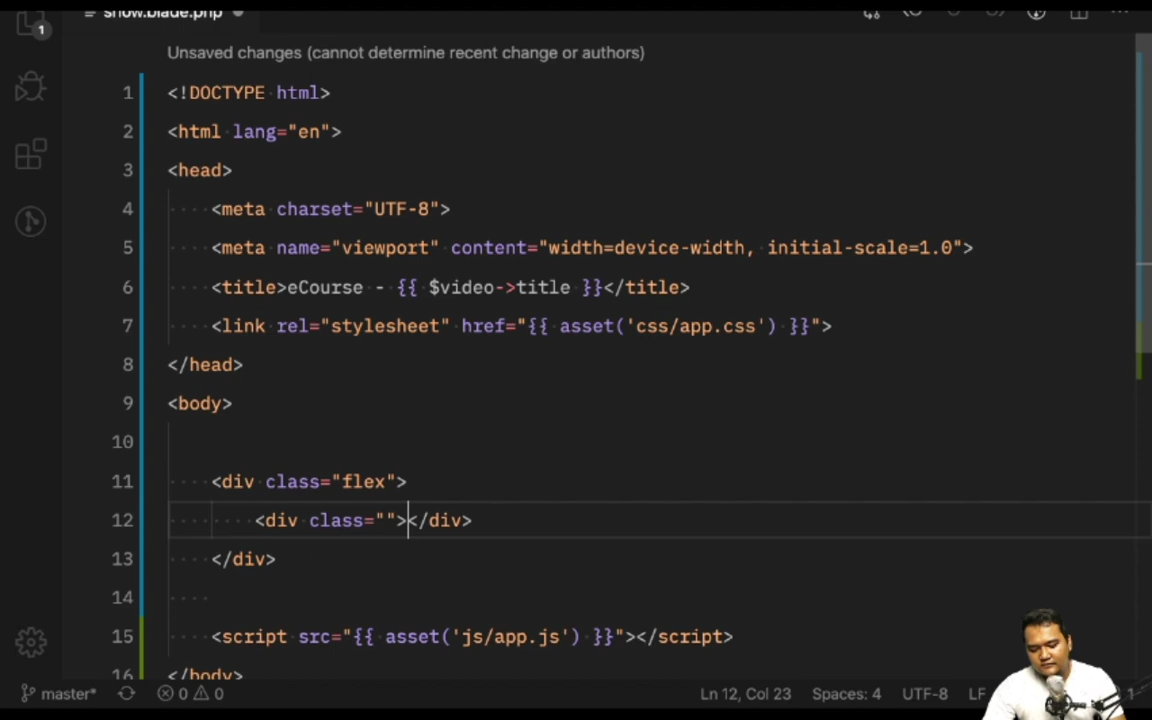 show.blade.php
1
Unsaved changes (cannot determine recent change or authors)
1 <!DOCTYPE html>
2 <html lang="en">
3 <head>
4 <meta charset="UTF-8">
5 <meta name="viewport" content="width=device-width, initial-scale=1.0">
6 <title>eCourse - {{ $video->title }}</title>
7 <link rel="stylesheet" href="{{ asset('css/app.css') }}">
8 </head>
9 <body>
10
11 <div class="flex">
12 <div class=""></div>
13 </div>
14
15 <script src="{{ asset('js/app.js') }}"></script>
16 </body>
master* 0 0 Ln 12, Col 23 Spaces: 4 UTF-8 LF 1